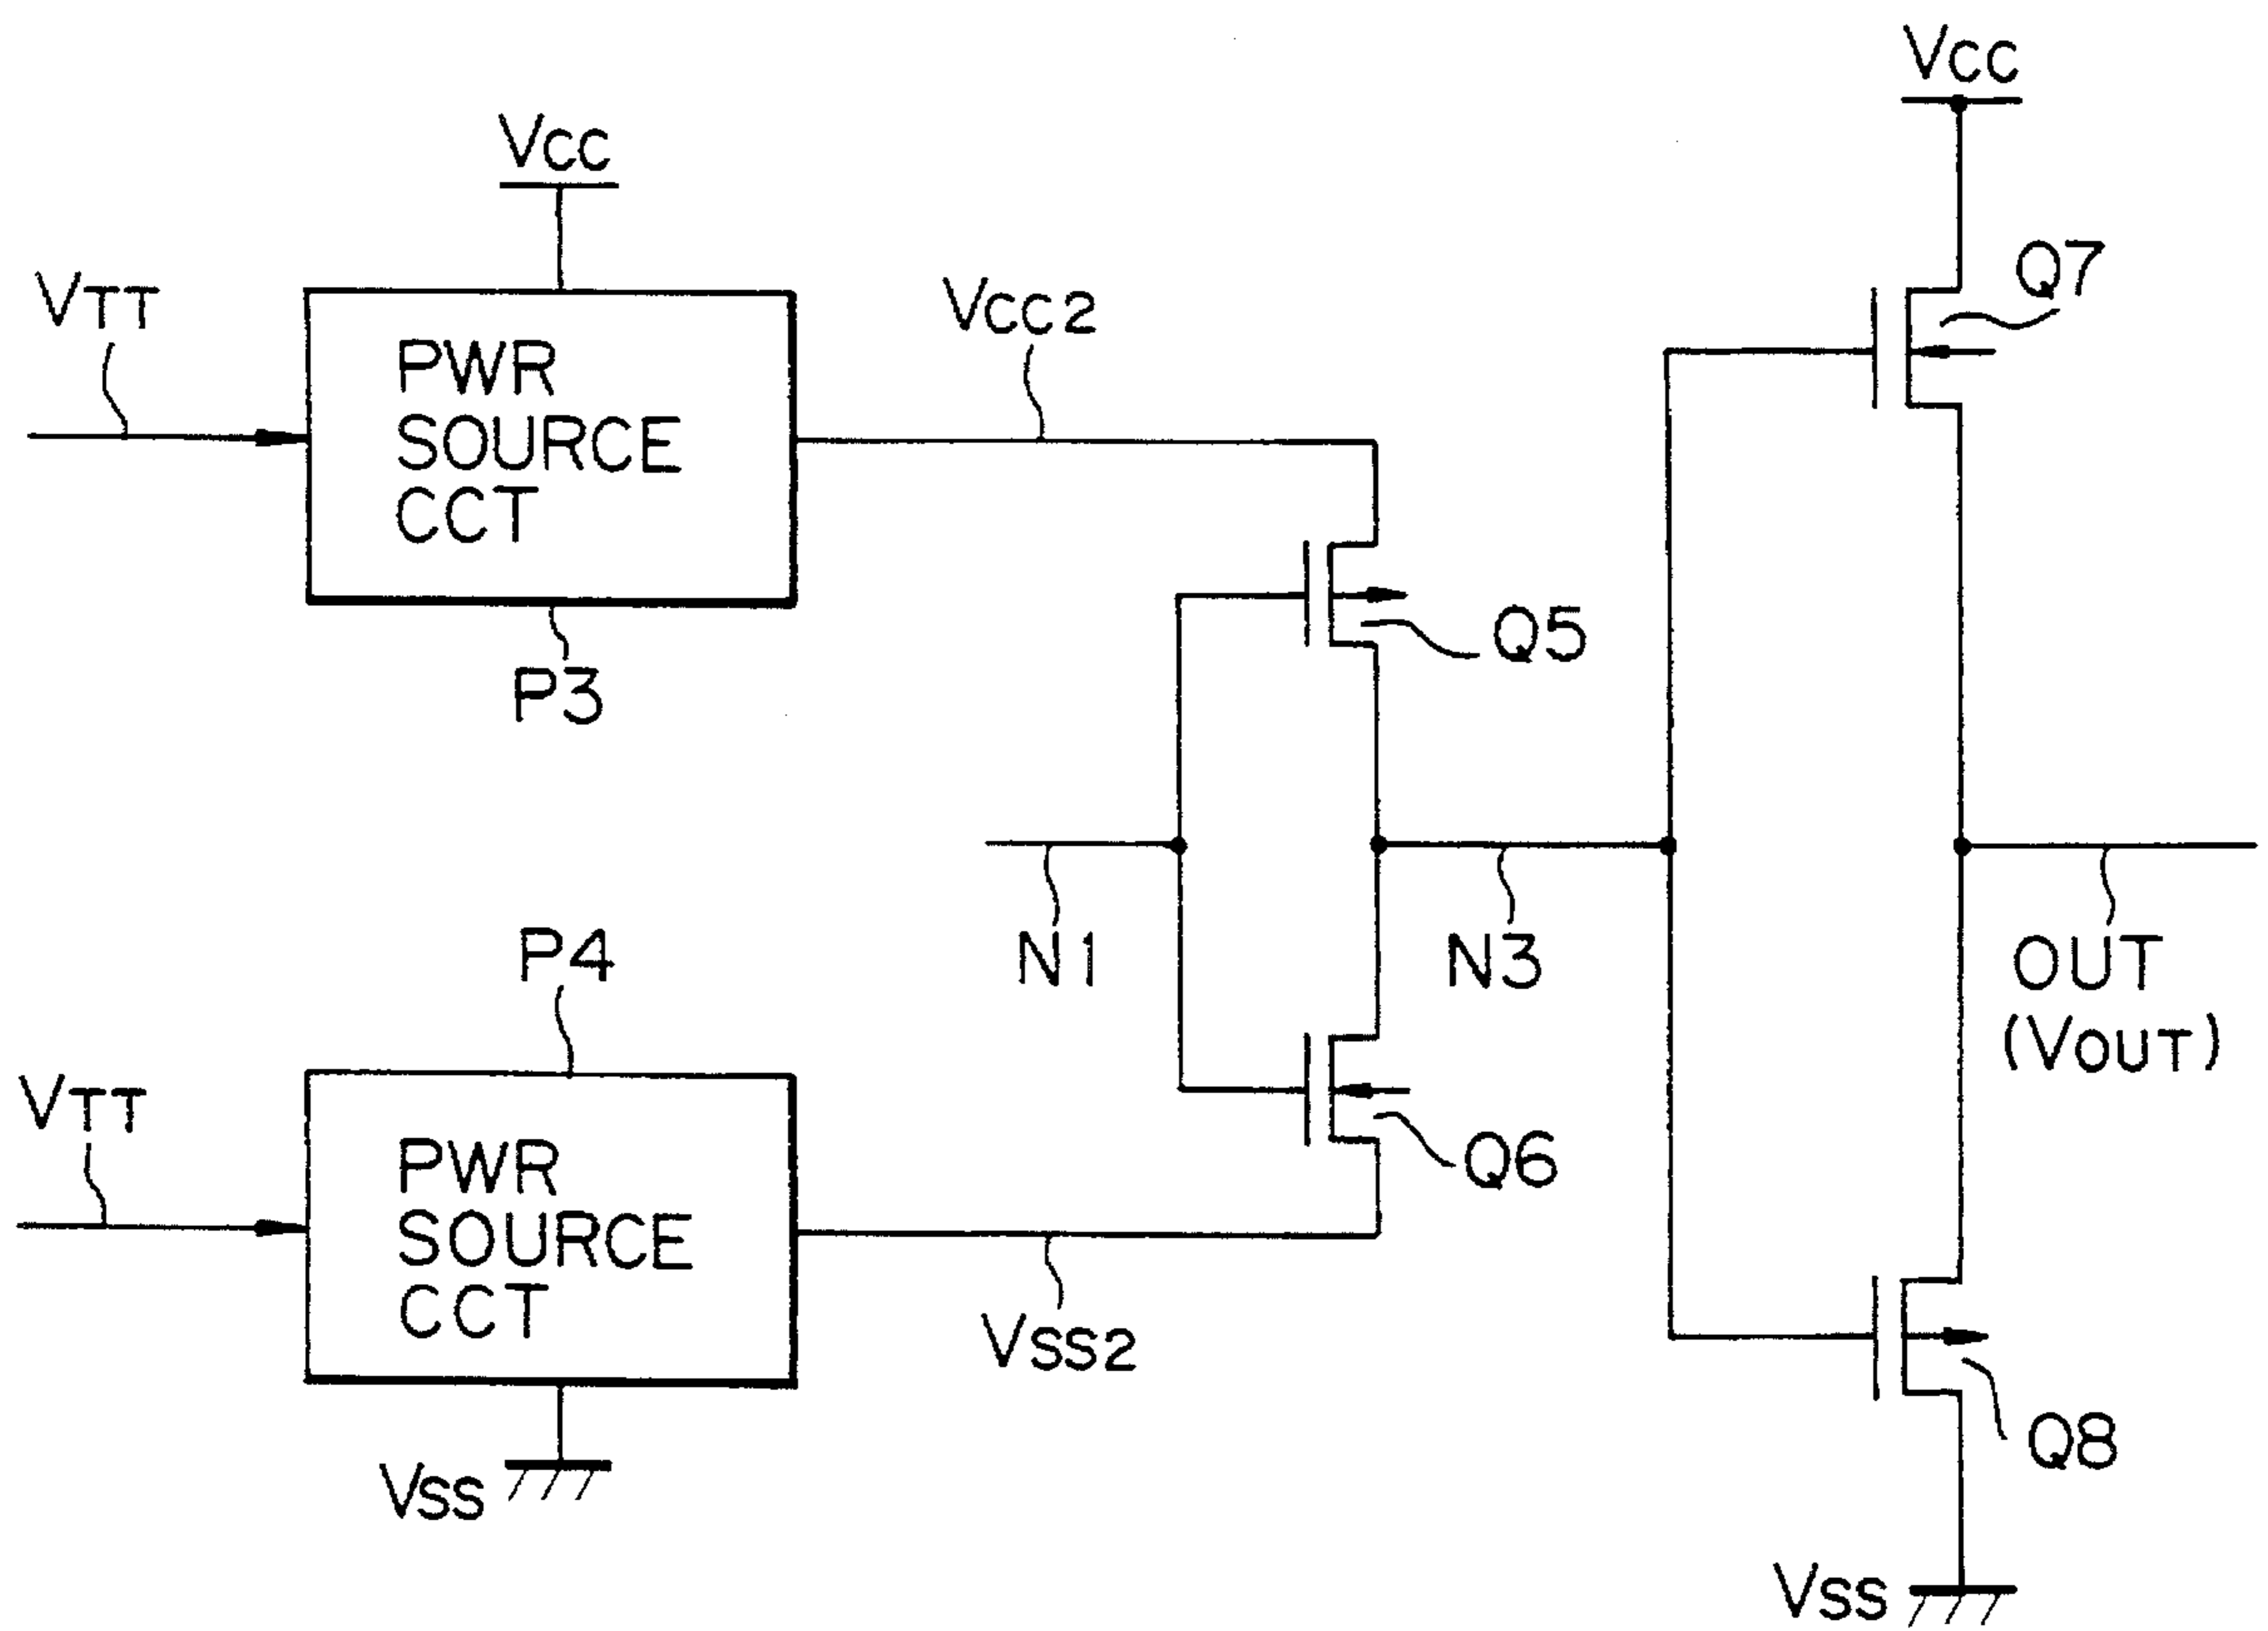 VCC
VCC
Q7
VTT
VCC2
PWR
SOURCE
CCT
Q5
P3
P4
N1
N3
OUT
(VOUT)
VTT
Q6
PWR
SOURCE
CCT
VSS2
Q8
VSS
VSS